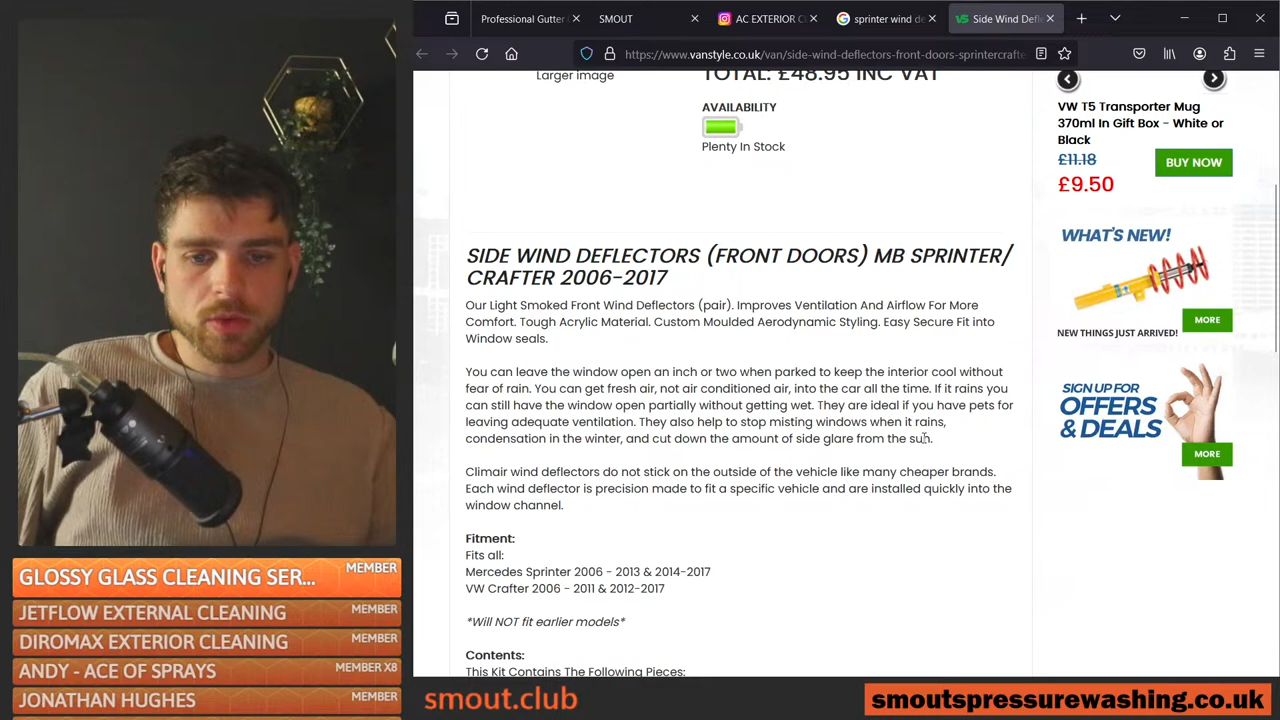 Professional Gutter C
SMOUT
AC EXTERIOR CL
sprinter wind de
Side Wind Defl
https://www.vanstyle.co.uk/van/side-wind-deflectors-front-doors-sprintercrafte
Larger image
TOTAL: £48.95 INC VAT
AVAILABILITY
Plenty In Stock
VW T5 Transporter Mug
370ml In Gift Box - White or
Black
£11.18
£9.50
BUY NOW
WHAT'S NEW!
NEW THINGS JUST ARRIVED!
MORE
SIGN UP FOR
OFFERS
& DEALS
MORE
SIDE WIND DEFLECTORS (FRONT DOORS) MB SPRINTER/
CRAFTER 2006-2017
Our Light Smoked Front Wind Deflectors (pair). Improves Ventilation And Airflow For More
Comfort. Tough Acrylic Material. Custom Moulded Aerodynamic Styling. Easy Secure Fit into
Window seals.
You can leave the window open an inch or two when parked to keep the interior cool without
fear of rain. You can get fresh air, not air conditioned air, into the car all the time. If it rains you
can still have the window open partially without getting wet. They are ideal if you have pets for
leaving adequate ventilation. They also help to stop misting windows when it rains,
condensation in the winter, and cut down the amount of side glare from the sun.
Climair wind deflectors do not stick on the outside of the vehicle like many cheaper brands.
Each wind deflector is precision made to fit a specific vehicle and are installed quickly into the
window channel.
Fitment:
Fits all:
Mercedes Sprinter 2006 - 2013 & 2014-2017
VW Crafter 2006 - 2011 & 2012-2017
*Will NOT fit earlier models*
Contents:
This Kit Contains The Following Pieces:
GLOSSY GLASS CLEANING SER... MEMBER
JETFLOW EXTERNAL CLEANING MEMBER
DIROMAX EXTERIOR CLEANING MEMBER
ANDY - ACE OF SPRAYS MEMBER X8
JONATHAN HUGHES MEMBER
smout.club
smoutspressurewashing.co.uk